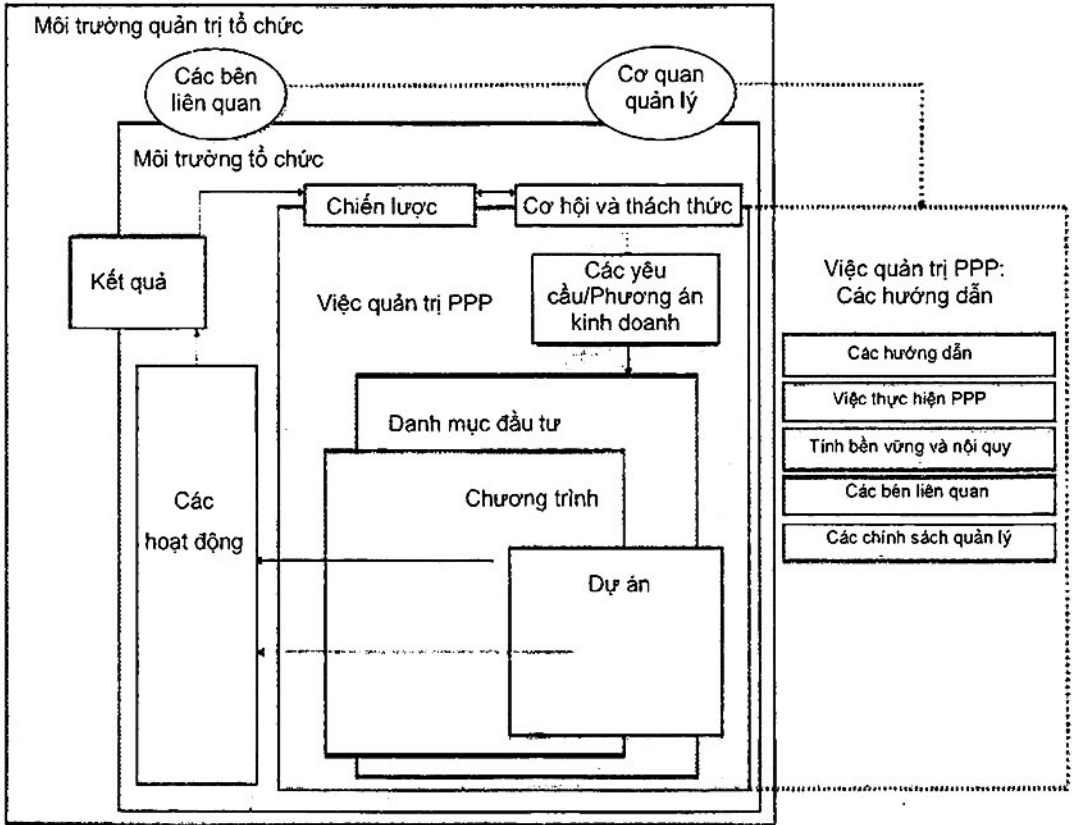 Môi trường quản trị tổ chức
Các bên
liên quan
Cơ quan
quản lý
Môi trường tổ chức
Chiến lược
Cơ hội và thách thức
Kết quả
Việc quản trị PPP
Các yêu
cầu/Phương án
kinh doanh
Danh mục đầu tư
Chương trình
Dự án
Các
hoạt động
Việc quản trị PPP:
Các hướng dẫn
Các hướng dẫn
Việc thực hiện PPP
Tính bền vững và nội quy
Các bên liên quan
Các chính sách quản lý